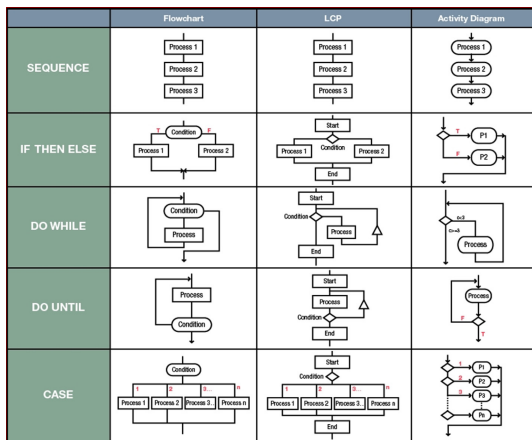 Flowchart LCP Activity Diagram
SEQUENCE
Process 1 Process 1 Process 1
Process 2 Process 2 Process 2
Process 3 Process 3 Process 3
IF THEN ELSE
T Condition F
Process 1 Process 2
Start
Condition
Process 1 Process 2
End
T P1
F P2
DO WHILE
Condition
Process
Start
Condition
Process
End
Process
DO UNTIL
Process
Condition
Start
Process
Condition
End
Process
F
T
CASE
Condition
1 2 3... n
Process 1 Process 2 Process 3... Process n
Start
Condition
1 2 3... n
Process 1 Process 2 Process 3... Process n
End
1 P1
2 P2
3 P3
Pn